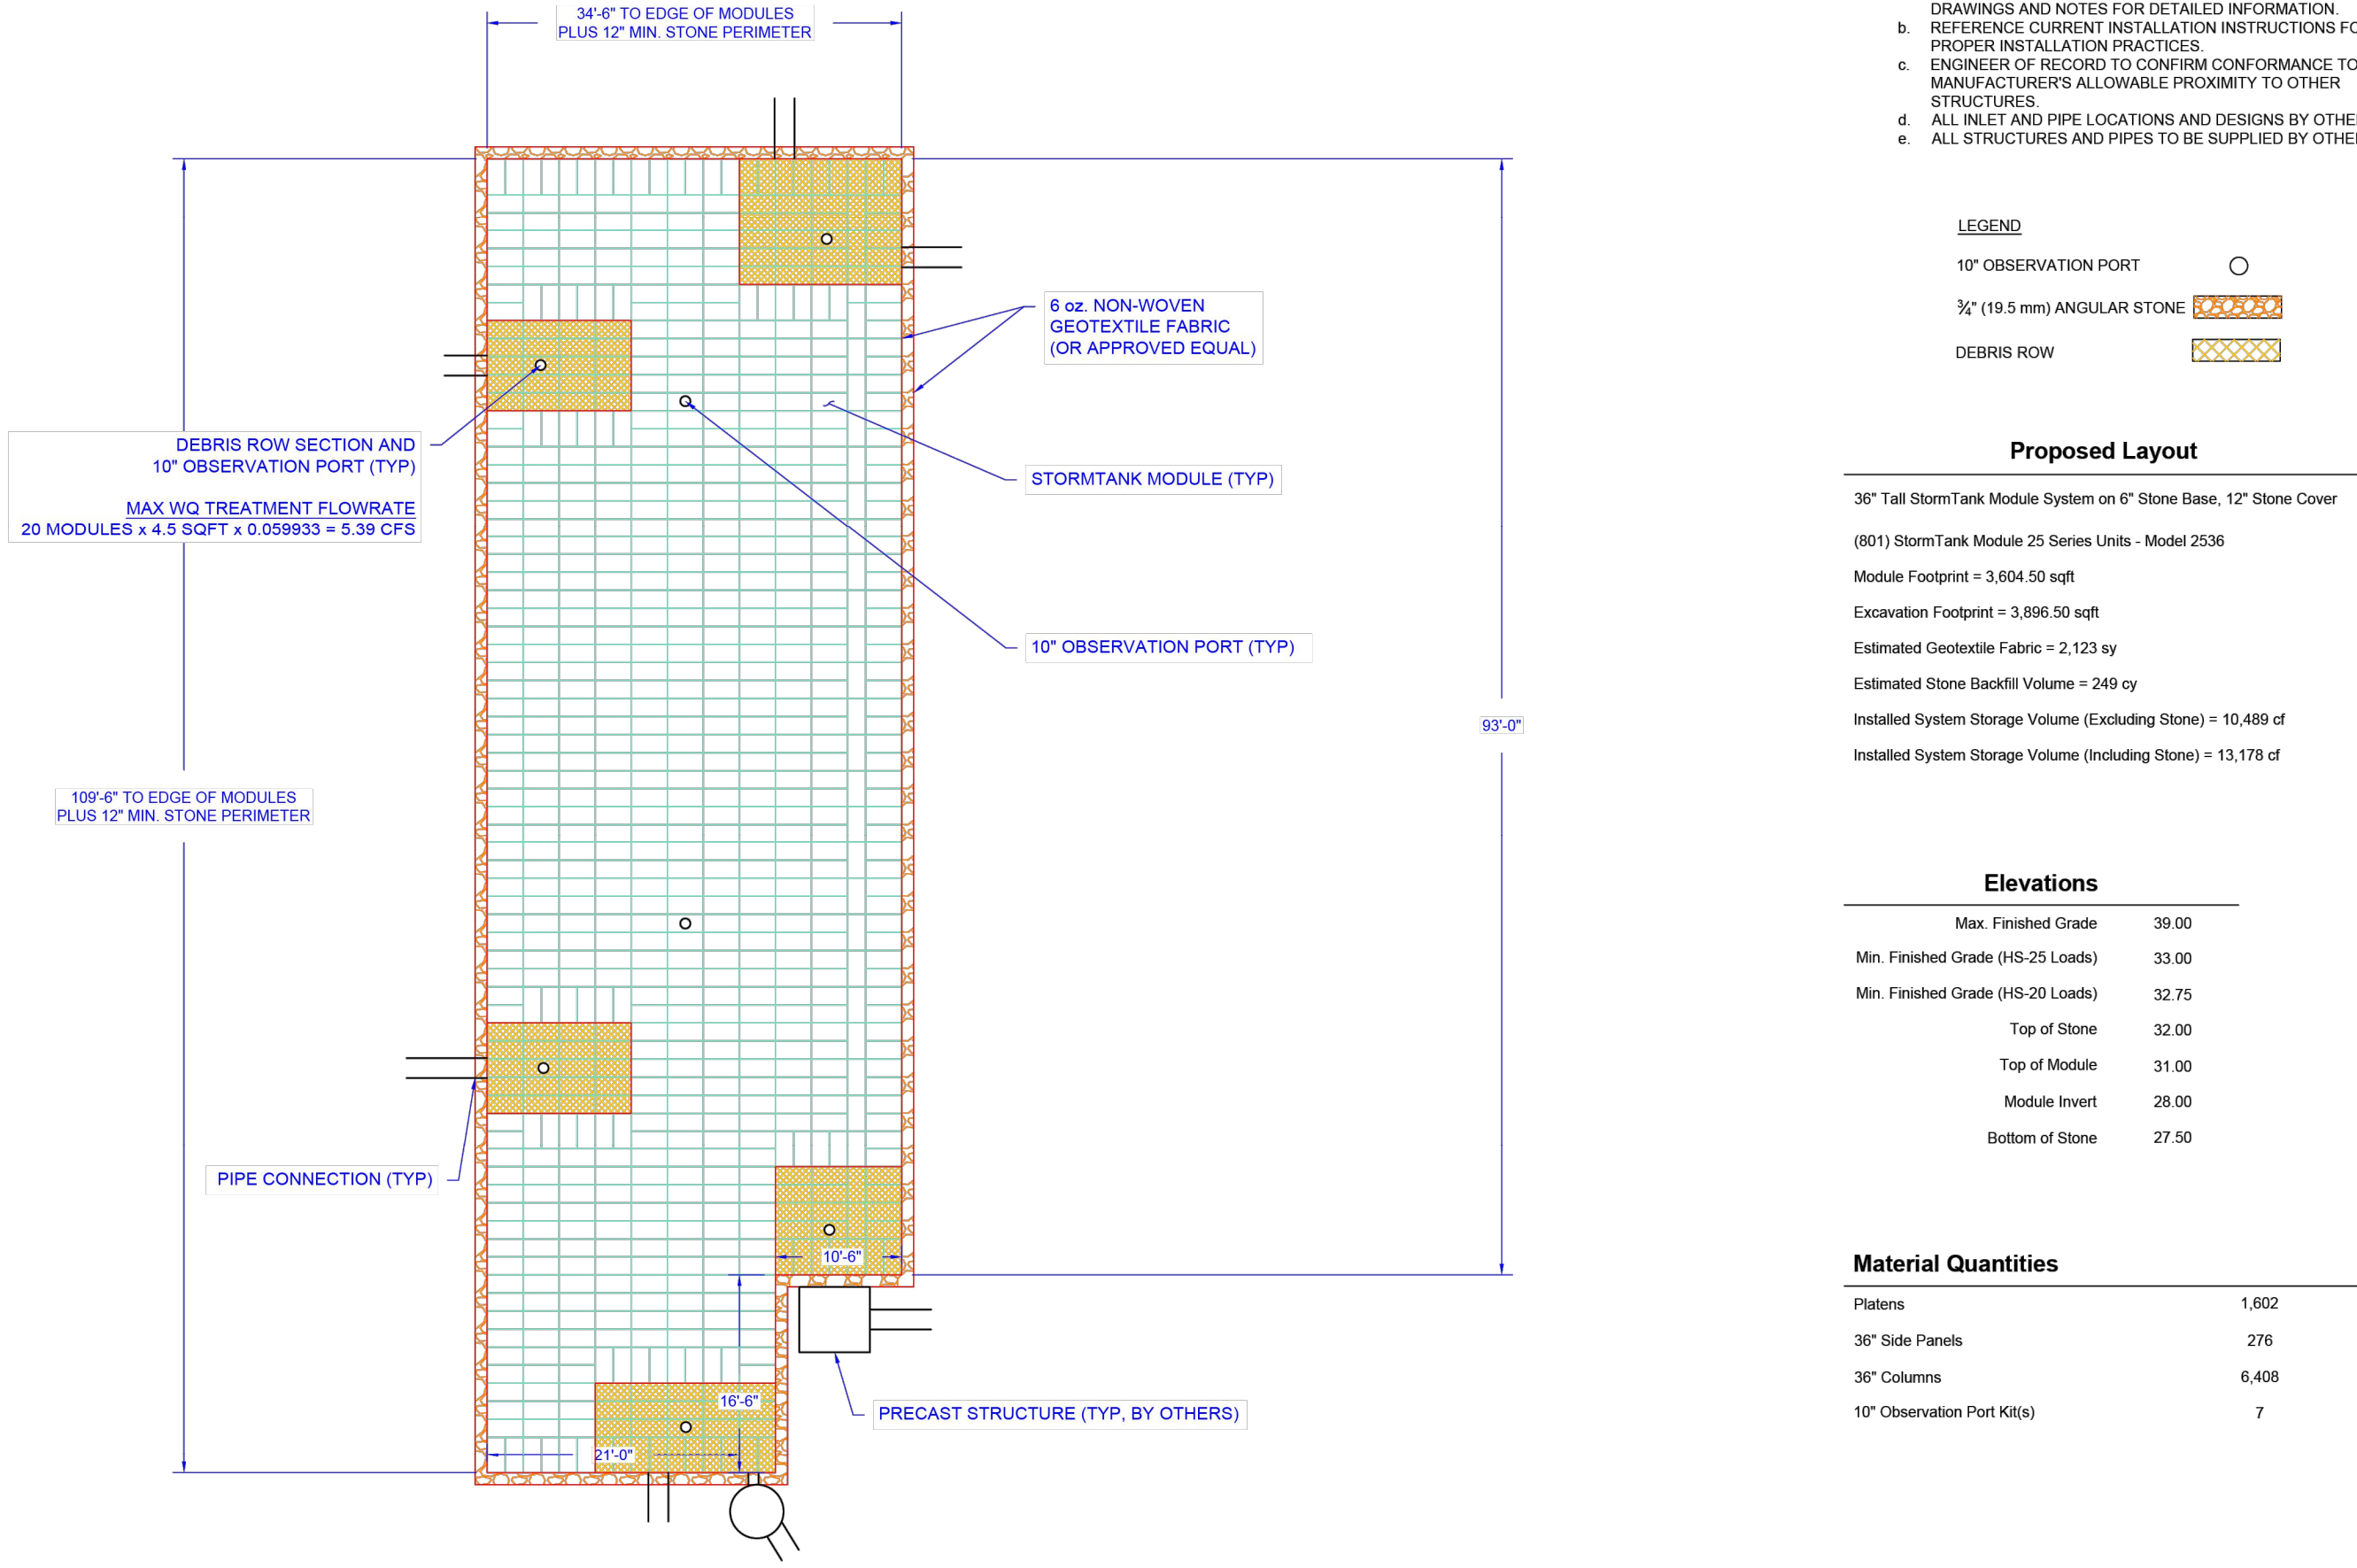 34'-6" TO EDGE OF MODULES
PLUS 12" MIN. STONE PERIMETER
6 oz. NON-WOVEN
GEOTEXTILE FABRIC
(OR APPROVED EQUAL)
DEBRIS ROW SECTION AND
10" OBSERVATION PORT (TYP)
MAX WQ TREATMENT FLOWRATE
20 MODULES x 4.5 SQFT x 0.059933 = 5.39 CFS
STORMTANK MODULE (TYP)
10" OBSERVATION PORT (TYP)
93'-0"
109'-6" TO EDGE OF MODULES
PLUS 12" MIN. STONE PERIMETER
PIPE CONNECTION (TYP)
10'-6"
16'-6"
21'-0"
PRECAST STRUCTURE (TYP, BY OTHERS)
DRAWINGS AND NOTES FOR DETAILED INFORMATION.
b. REFERENCE CURRENT INSTALLATION INSTRUCTIONS FO
PROPER INSTALLATION PRACTICES.
c. ENGINEER OF RECORD TO CONFIRM CONFORMANCE TO
MANUFACTURER'S ALLOWABLE PROXIMITY TO OTHER
STRUCTURES.
d. ALL INLET AND PIPE LOCATIONS AND DESIGNS BY OTHE
e. ALL STRUCTURES AND PIPES TO BE SUPPLIED BY OTHE
LEGEND
10" OBSERVATION PORT
¾" (19.5 mm) ANGULAR STONE
DEBRIS ROW
Proposed Layout
36" Tall StormTank Module System on 6" Stone Base, 12" Stone Cover
(801) StormTank Module 25 Series Units - Model 2536
Module Footprint = 3,604.50 sqft
Excavation Footprint = 3,896.50 sqft
Estimated Geotextile Fabric = 2,123 sy
Estimated Stone Backfill Volume = 249 cy
Installed System Storage Volume (Excluding Stone) = 10,489 cf
Installed System Storage Volume (Including Stone) = 13,178 cf
Elevations
Max. Finished Grade 39.00
Min. Finished Grade (HS-25 Loads) 33.00
Min. Finished Grade (HS-20 Loads) 32.75
Top of Stone 32.00
Top of Module 31.00
Module Invert 28.00
Bottom of Stone 27.50
Material Quantities
Platens 1,602
36" Side Panels 276
36" Columns 6,408
10" Observation Port Kit(s) 7